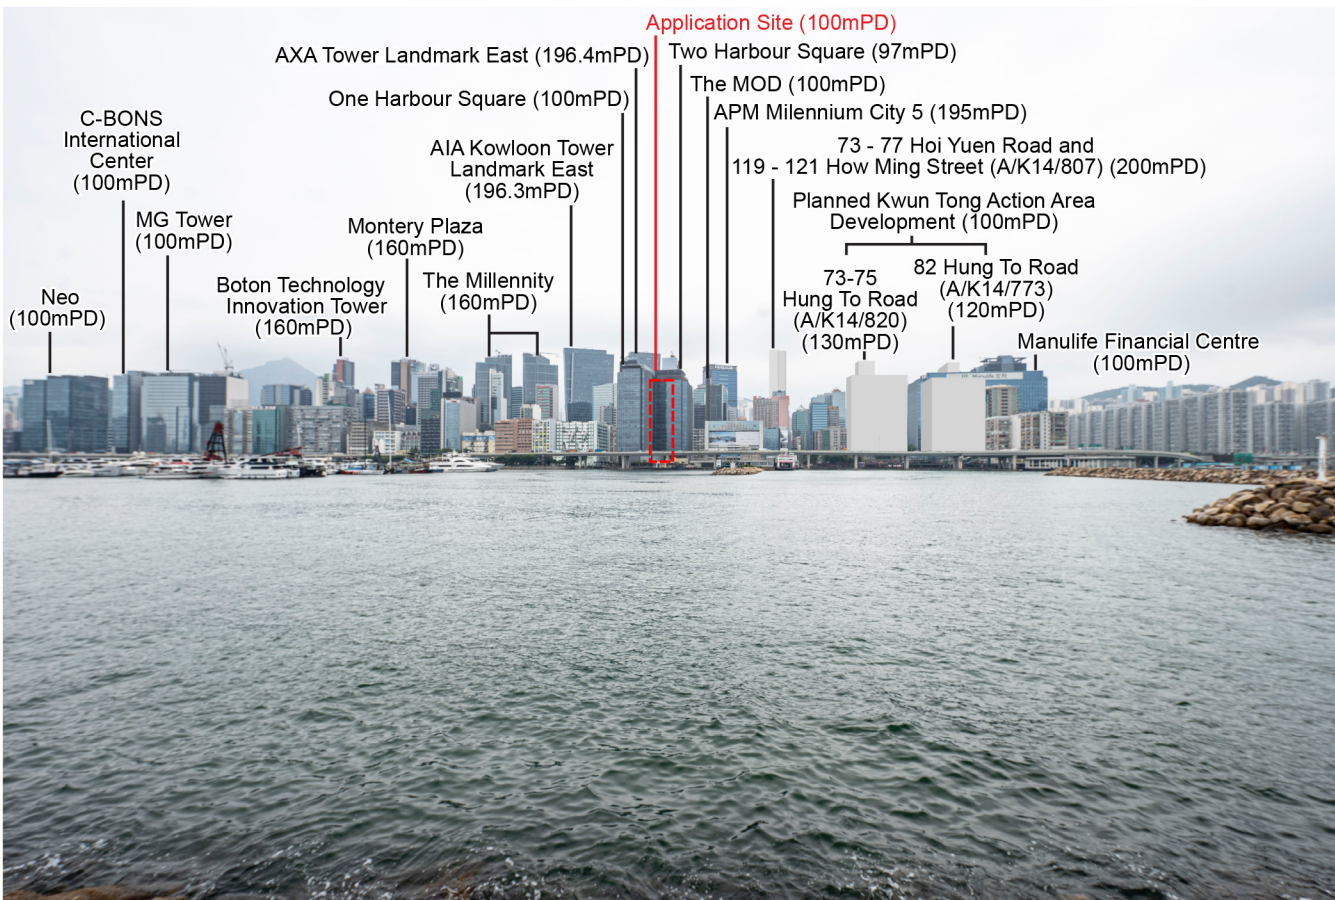 Application Site (100mPD)
AXA Tower Landmark East (196.4mPD)
Two Harbour Square (97mPD)
One Harbour Square (100mPD)
The MOD (100mPD)
APM Milennium City 5 (195mPD)
C-BONS
International
Center
(100mPD)
AIA Kowloon Tower
Landmark East
(196.3mPD)
73 - 77 Hoi Yuen Road and
119 - 121 How Ming Street (A/K14/807) (200mPD)
Planned Kwun Tong Action Area
Development (100mPD)
MG Tower
(100mPD)
Montery Plaza
(160mPD)
Neo
(100mPD)
Boton Technology
Innovation Tower
(160mPD)
The Millennity
(160mPD)
73-75
Hung To Road
(A/K14/820)
(130mPD)
82 Hung To Road
(A/K14/773)
(120mPD)
Manulife Financial Centre
(100mPD)